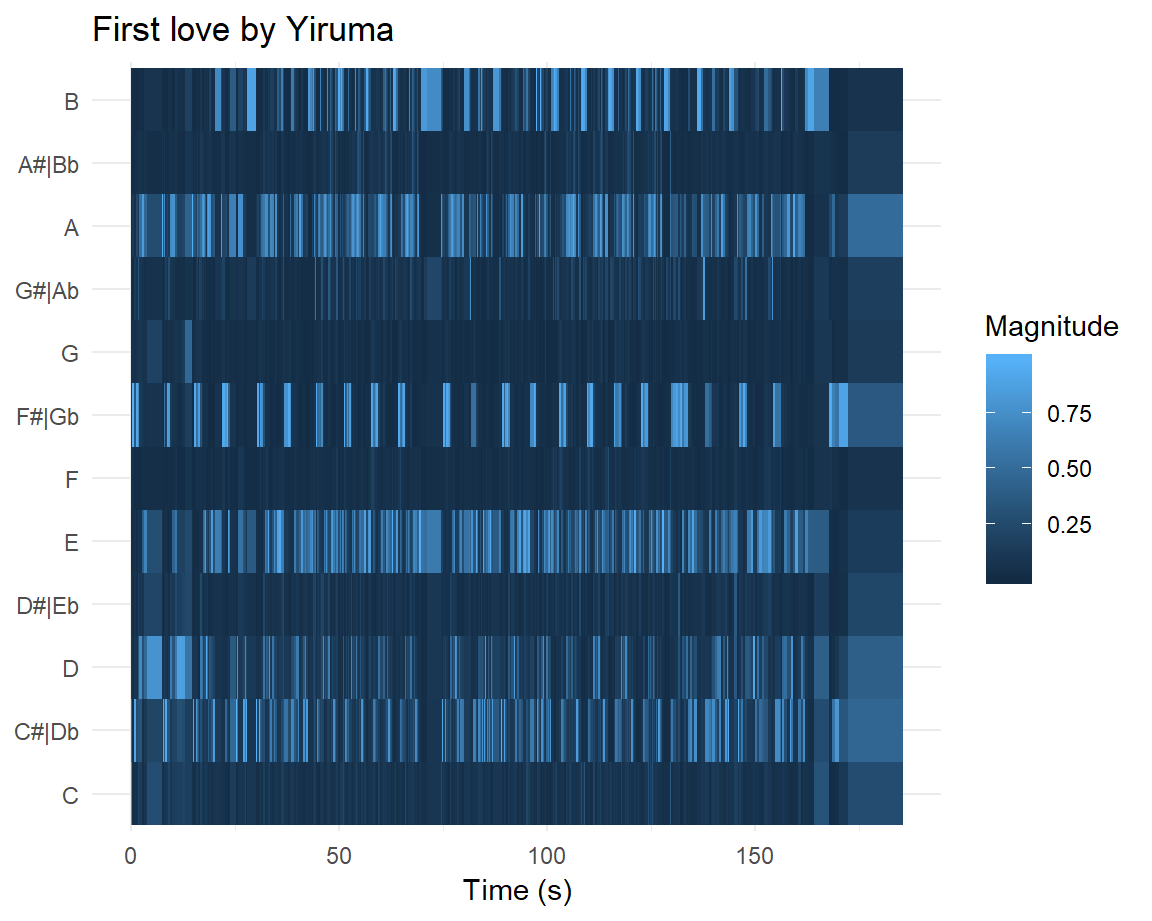 First love by Yiruma
B
A#|Bb
A
G#|Ab
G
F#|Gb
F
E
D#|Eb
D
C#|Db
C
0 50 100 150
Time (s)
Magnitude
0.75
0.50
0.25